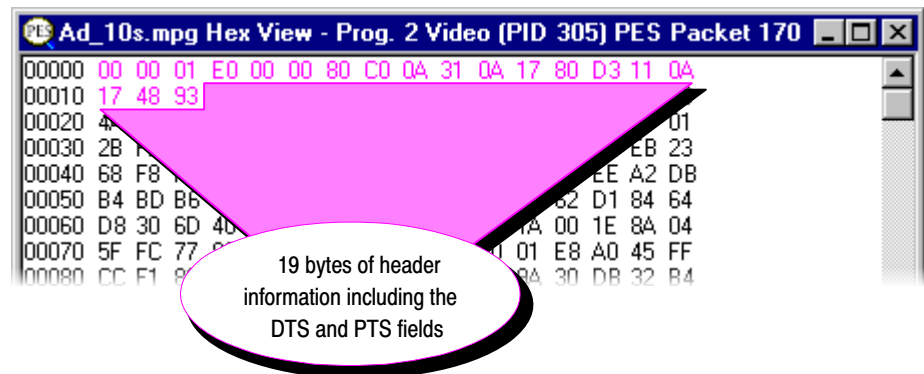 PES Ad_10s.mpg Hex View - Prog. 2 Video (PID 305) PES Packet 170
00000 00 00 01 E0 00 00 80 C0 0A 31 0A 17 80 D3 11 0A
00010 17 48 93
00020 01
00030 2B EB 23
00040 68 F8 EE A2 DB
00050 B4 BD B6 D1 84 64
00060 D8 30 6D 00 1E 8A 04
00070 5F FC 77 01 E8 A0 45 FF
00080 CC F1 30 DB 32 B4
19 bytes of header
information including the
DTS and PTS fields